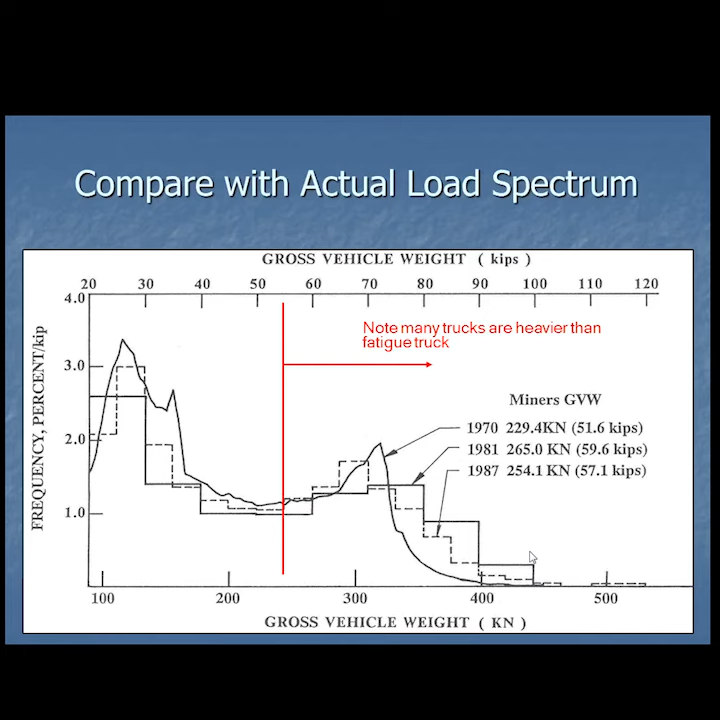 Compare with Actual Load Spectrum
GROSS VEHICLE WEIGHT ( kips )
20 30 40 50 60 70 80 90 100 110 120
4.0
3.0
2.0
1.0
FREQUENCY, PERCENT/kip
Note many trucks are heavier than
fatigue truck
Miners GVW
1970 229.4KN (51.6 kips)
1981 265.0 KN (59.6 kips)
1987 254.1 KN (57.1 kips)
100 200 300 400 500
GROSS VEHICLE WEIGHT ( KN )